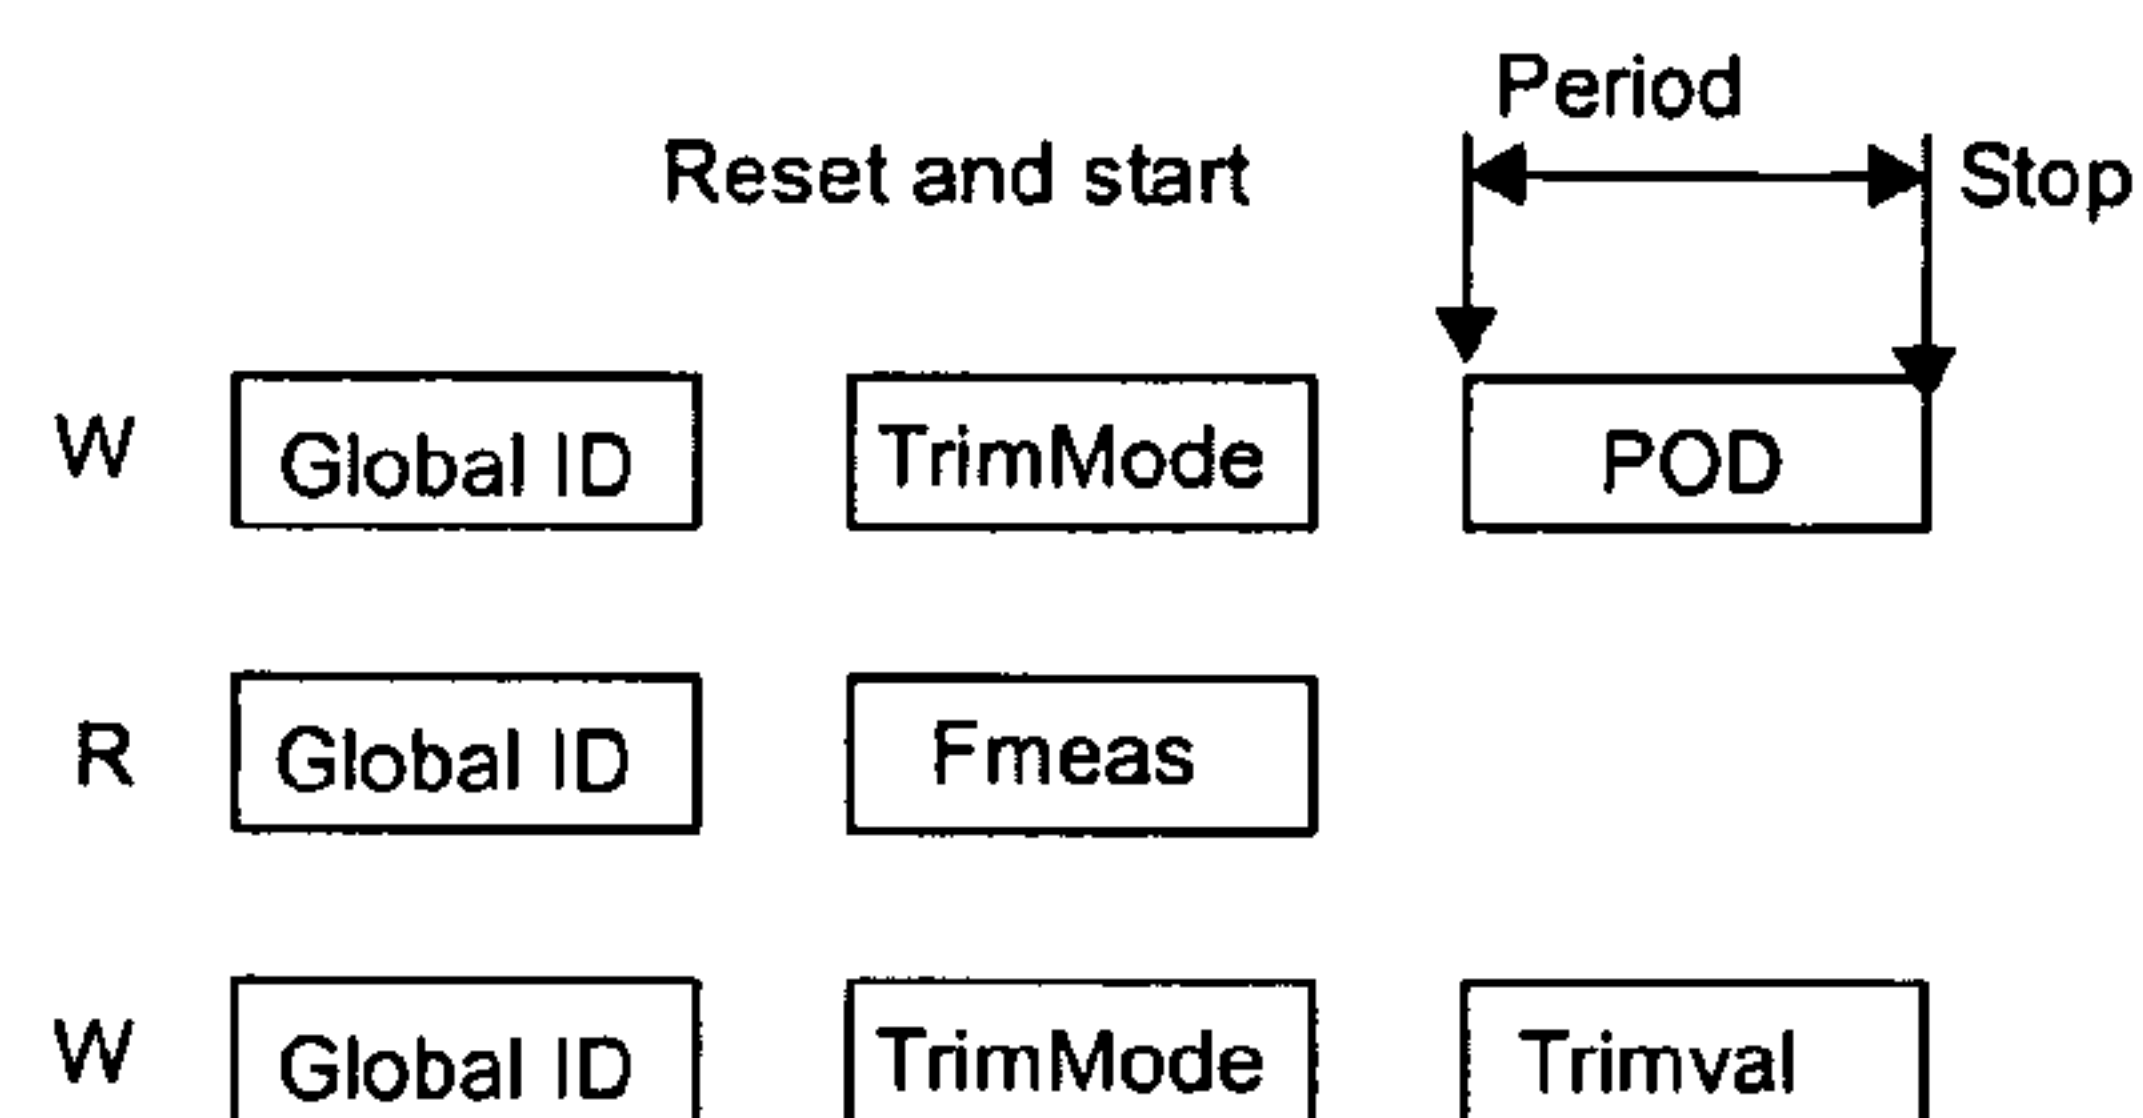 Period
Reset and start Stop
W Global ID TrimMode POD
R Global ID Fmeas
W Global ID TrimMode Trimval